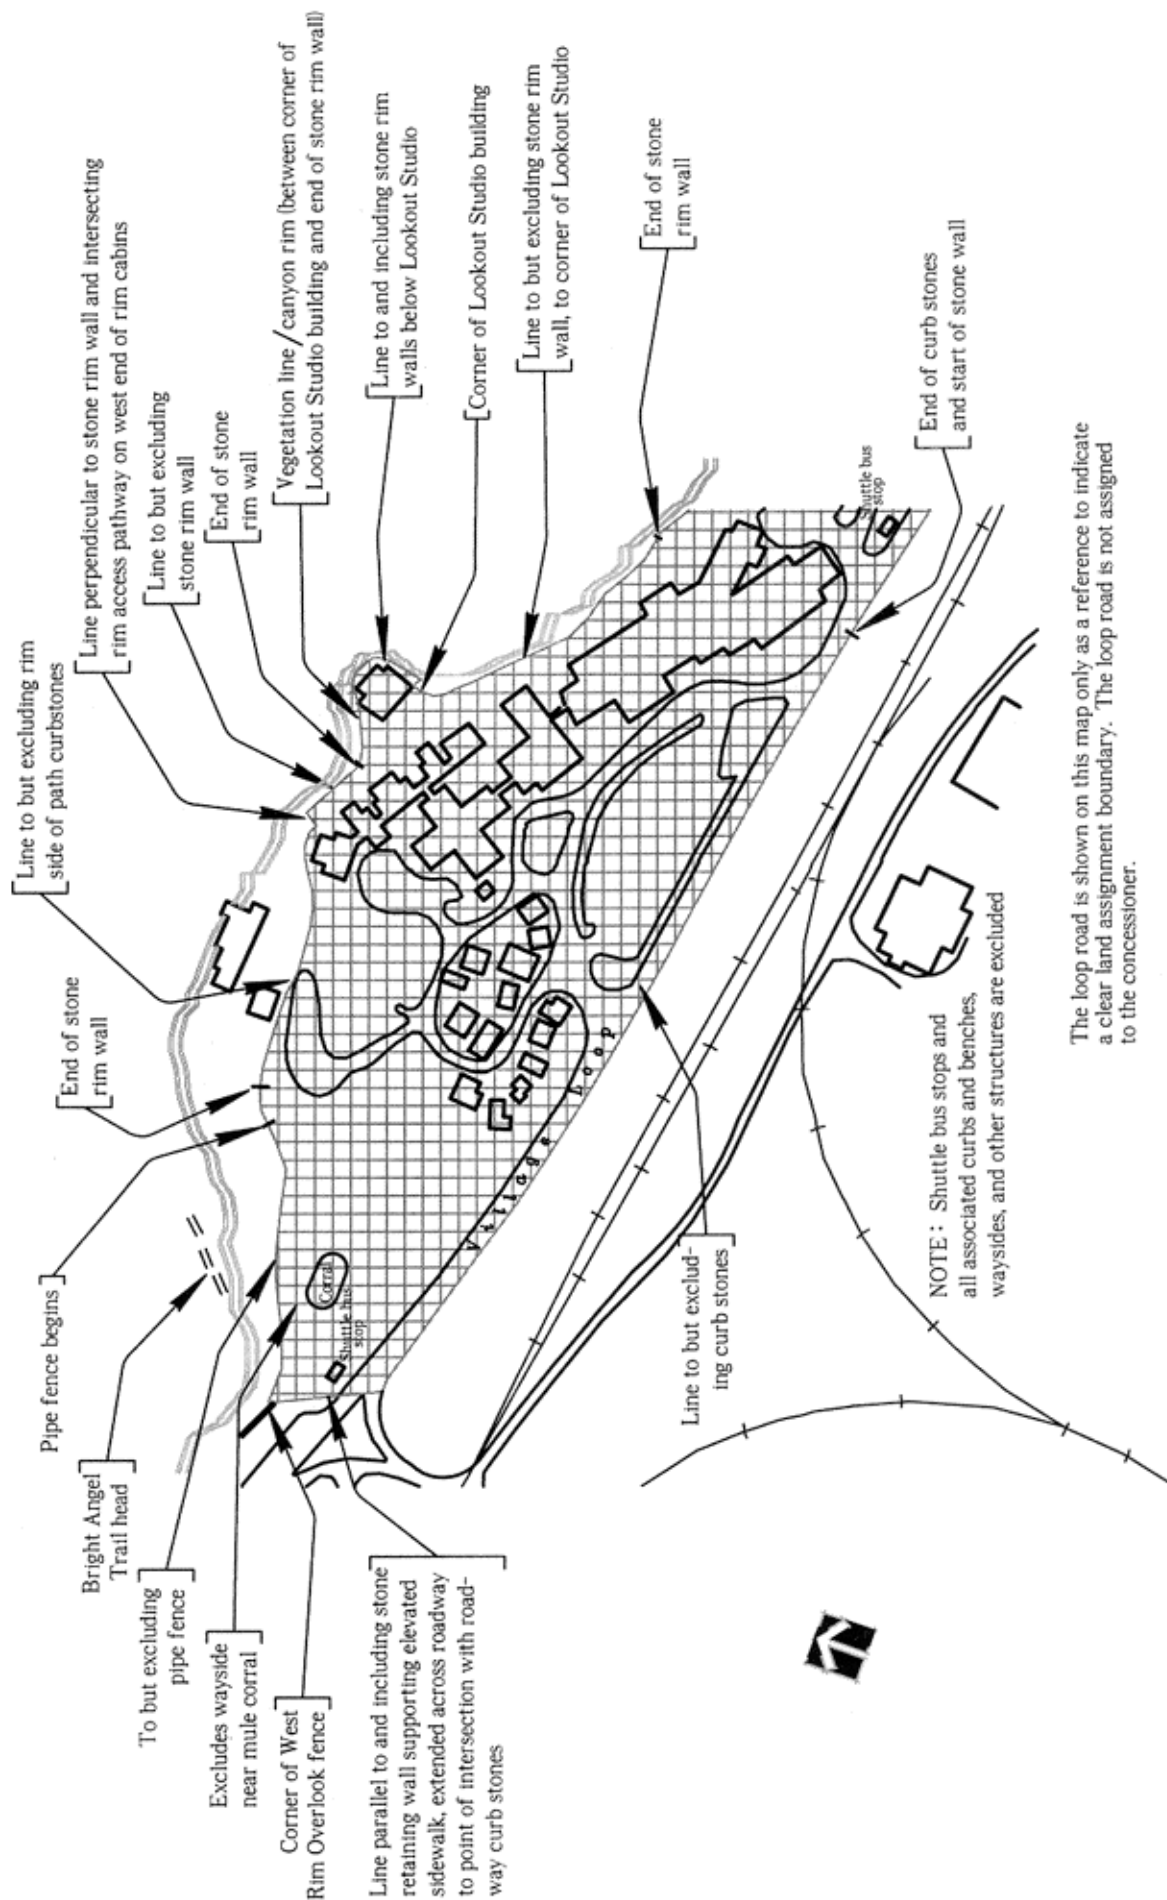 Line to but excluding rim
side of path curbstones
Line perpendicular to stone rim wall and intersecting
rim access pathway on west end of rim cabins
Line to but excluding
stone rim wall
End of stone
rim wall
Vegetation line/canyon rim (between corner of
Lookout Studio building and end of stone rim wall)
Line to and including stone rim
walls below Lookout Studio
Corner of Lookout Studio building
Line to but excluding stone rim
wall, to corner of Lookout Studio
End of stone
rim wall
End of curb stones
and start of stone wall
End of stone
rim wall
Pipe fence begins
Bright Angel
Trail head
To but excluding
pipe fence
Excludes wayside
near mule corral
Corner of West
Rim Overlook fence
Line parallel to and including stone
retaining wall supporting elevated
sidewalk, extended across roadway
to point of intersection with road-
way curb stones
Corral
Shuttle bus
stop
Village Loop
Shuttle bus
stop
Line to but exclud-
ing curb stones
NOTE: Shuttle bus stops and
all associated curbs and benches,
waysides, and other structures are excluded
The loop road is shown on this map only as a reference to indicate
a clear land assignment boundary. The loop road is not assigned
to the concessioner.